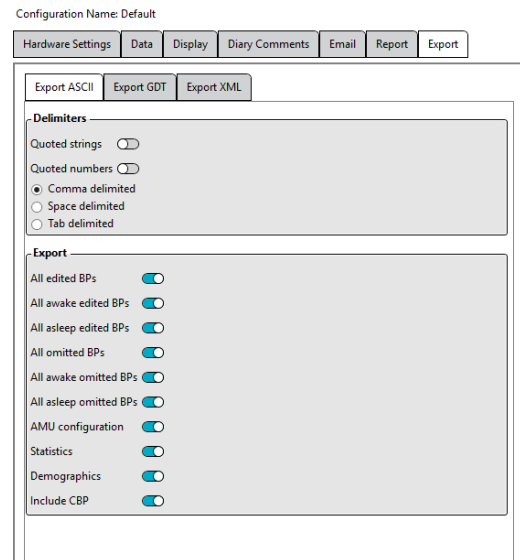 Configuration Name: Default
Hardware Settings Data Display Diary Comments Email Report Export
Export ASCII Export GDT Export XML
Delimiters
Quoted strings
Quoted numbers
Comma delimited
Space delimited
Tab delimited
Export
All edited BPs
All awake edited BPs
All asleep edited BPs
All omitted BPs
All awake omitted BPs
All asleep omitted BPs
AMU configuration
Statistics
Demographics
Include CBP